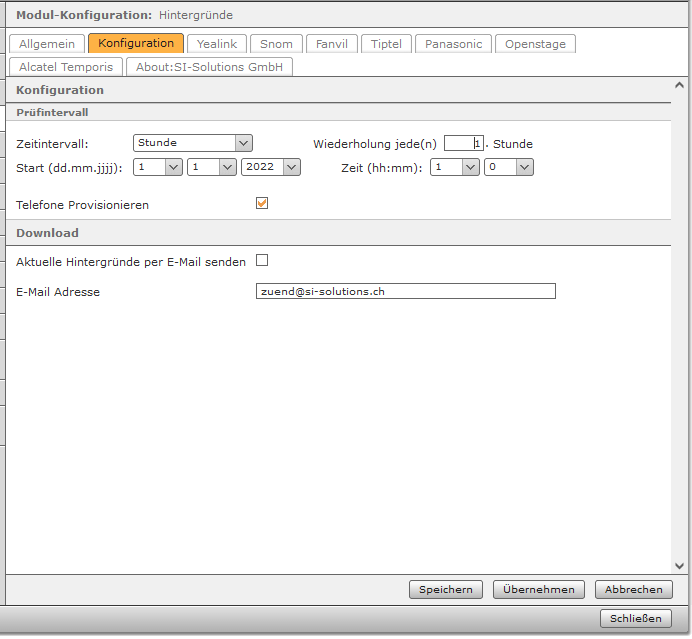 Modul-Konfiguration: Hintergründe
Allgemein Konfiguration Yealink Snom Fanvil Tiptel Panasonic Openstage
Alcatel Temporis About:SI-Solutions GmbH
Konfiguration
Prüfintervall
Zeitintervall: Stunde Wiederholung jede(n) 1 . Stunde
Start (dd.mm.jjjj): 1 1 2022 Zeit (hh:mm): 1 0
Telefone Provisionieren
Download
Aktuelle Hintergründe per E-Mail senden
E-Mail Adresse zuend@si-solutions.ch
Speichern Übernehmen Abbrechen
Schließen